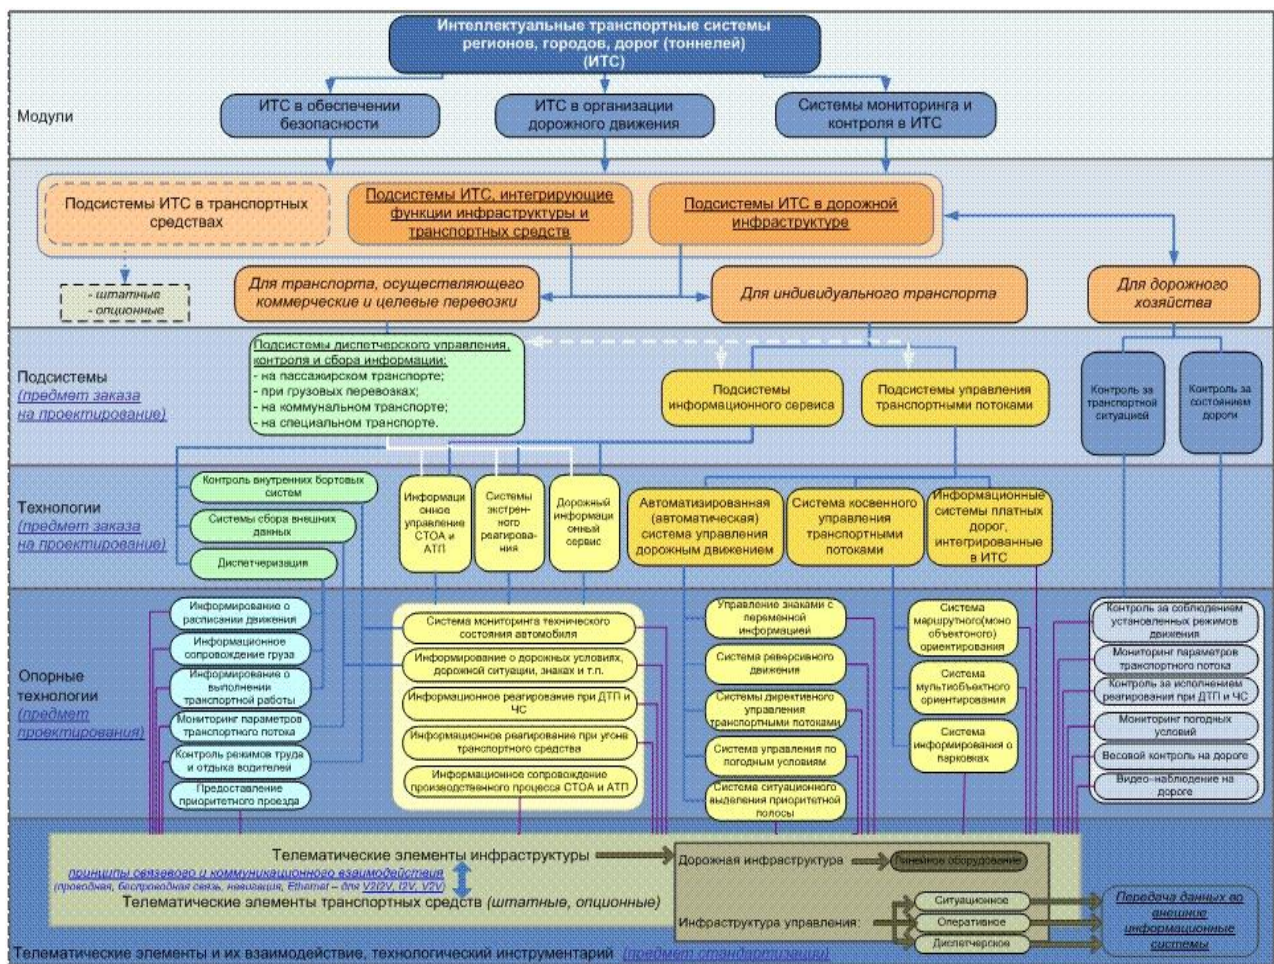 Интеллектуальные транспортные системы
регионов, городов, дорог (тоннелей)
(ИТС)
Модули
ИТС в обеспечении
безопасности
ИТС в организации
дорожного движения
Системы мониторинга и
контроля в ИТС
Подсистемы ИТС в транспортных
средствах
Подсистемы ИТС, интегрирующие
функции инфраструктуры и
транспортных средств
Подсистемы ИТС в дорожной
инфраструктуре
- штатные
- опционные
Для транспорта, осуществляющего
коммерческие и целевые перевозки
Для индивидуального транспорта
Для дорожного
хозяйства
Подсистемы
(предмет заказа
на проектирование)
Подсистемы диспетчерского управления,
контроля и сбора информации:
- на пассажирском транспорте;
- при грузовых перевозках;
- на коммунальном транспорте;
- на специальном транспорте.
Подсистемы
информационного сервиса
Подсистемы управления
транспортными потоками
Контроль за
транспортной
ситуацией
Контроль за
состоянием
дороги
Технологии
(предмет заказа
на проектирование)
Контроль внутренних бортовых
систем
Системы сбора внешних
данных
Диспетчеризация
Информаци
онное
управление
СТОА и
АТП
Системы
экстрен-
ного
реагирова-
ния
Дорожный
информаци
онный
сервис
Автоматизированная
(автоматическая)
система управления
дорожным движением
Система косвенного
управления
транспортными
потоками
Информационные
системы платных
дорог,
интегрированные
в ИТС
Опорные
технологии
(предмет
проектирования)
Информирование о
расписании движения
Информационное
сопровождение груза
Информирование о
выполнении
транспортной работы
Мониторинг параметров
транспортного потока
Контроль режимов труда
и отдыха водителей
Предоставление
приоритетного проезда
Система мониторинга технического
состояния автомобиля
Информирование о дорожных условиях,
дорожной ситуации, знаках и т.п.
Информационное реагирование при ДТП и
ЧС
Информационное реагирование при угоне
транспортного средства
Информационное сопровождение
производственного процесса СТОА и АТП
Управление знаками с
переменной
информацией
Система реверсивного
движения
Системы директивного
управления
транспортными потоками
Система управления по
погодным условиям
Система ситуационного
выделения приоритетной
полосы
Система
маршрутного(моно
объектоного)
ориентирования
Система
мультиобъектного
ориентирования
Система
информирования о
парковках
Контроль за соблюдением
установленных режимов
движения
Мониторинг параметров
транспортного потока
Контроль за исполнением
реагирования при ДТП и ЧС
Мониторинг погодных
условий
Весовой контроль на дороге
Видео-наблюдение на
дороге
Телематические элементы инфраструктуры
принципы связевого и коммуникационного взаимодействия
(проводная, беспроводная связь, навигация, Ethernet – для V2I2V, I2V, V2V)
Телематические элементы транспортных средств (штатные, опционные)
Дорожная инфраструктура
Линейное оборудование
Инфраструктура управления:
Ситуационное
Оперативное
Диспетчерское
Передача данных во
внешние
информационные
системы
Телематические элементы и их взаимодействие, технологический инструментарий (предмет стандартизации)